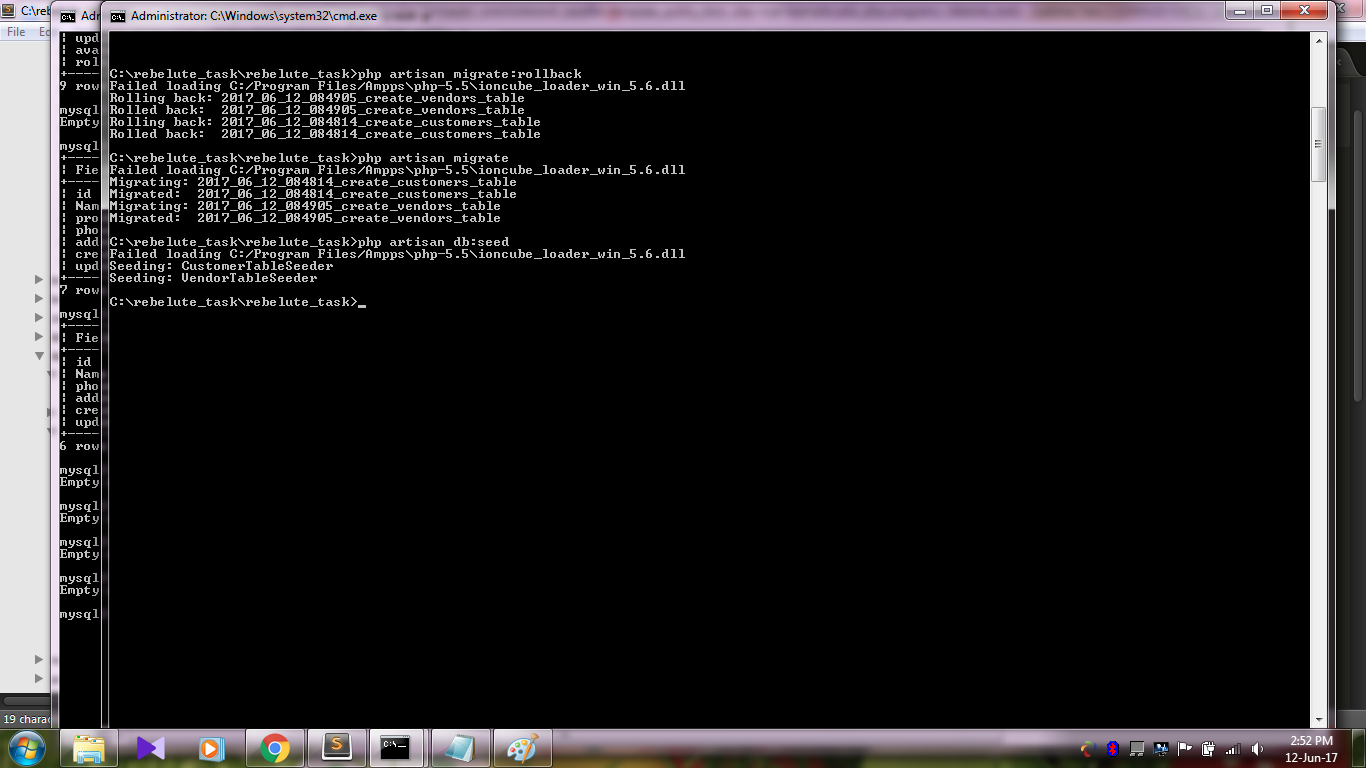 C:\reb
Ad
Administrator: C:\Windows\system32\cmd.exe
File
C:\rebelute_task\rebelute_task>php artisan migrate:rollback
Failed loading C:/Program Files/Ampps\php-5.5\ioncube_loader_win_5.6.dll
Rolling back: 2017_06_12_084905_create_vendors_table
Rolled back:  2017_06_12_084905_create_vendors_table
Rolling back: 2017_06_12_084814_create_customers_table
Rolled back:  2017_06_12_084814_create_customers_table
C:\rebelute_task\rebelute_task>php artisan migrate
Failed loading C:/Program Files/Ampps\php-5.5\ioncube_loader_win_5.6.dll
Migrating: 2017_06_12_084814_create_customers_table
Migrated:  2017_06_12_084814_create_customers_table
Migrating: 2017_06_12_084905_create_vendors_table
Migrated:  2017_06_12_084905_create_vendors_table
C:\rebelute_task\rebelute_task>php artisan db:seed
Failed loading C:/Program Files/Ampps\php-5.5\ioncube_loader_win_5.6.dll
Seeding: CustomerTableSeeder
Seeding: VendorTableSeeder
C:\rebelute_task\rebelute_task>_
¦ upd
¦ ava
¦ rol
+----
9 row
mysql
Empty
mysql
+----
¦ Fie
+----
¦ id
¦ Nam
¦ pro
¦ pho
¦ add
¦ cre
¦ upd
+----
7 row
mysql
+----
¦ Fie
+----
¦ id
¦ Nam
¦ pho
¦ add
¦ cre
¦ upd
+----
6 row
mysql
Empty
mysql
Empty
mysql
Empty
mysql
Empty
mysql
19 charac
2:52 PM
12-Jun-17